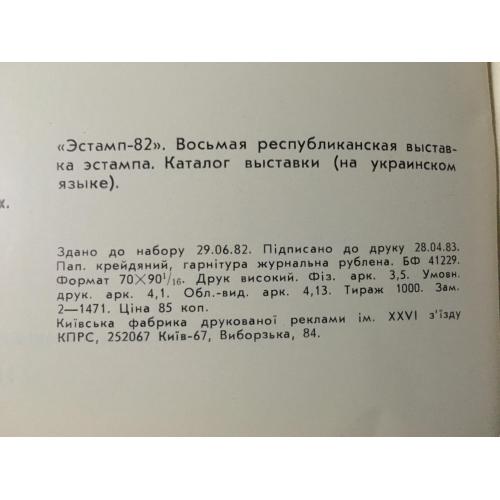 «Эстамп-82». Восьмая республиканская выстав-
ка эстампа. Каталог выставки (на украинском
языке).
х.
Здано до набору 29.06.82. Підписано до друку 28.04.83.
Пап. крейдяний, гарнітура журнальна рублена. БФ 41229.
Формат 70×90¹/₁₆. Друк високий. Фіз. арк. 3,5. Умовн.
друк. арк. 4,1. Обл.-вид. арк. 4,13. Тираж 1000. Зам.
2—1471. Ціна 85 коп.
Київська фабрика друкованої реклами ім. XXVI з'їзду
КПРС, 252067 Київ-67, Виборзька, 84.